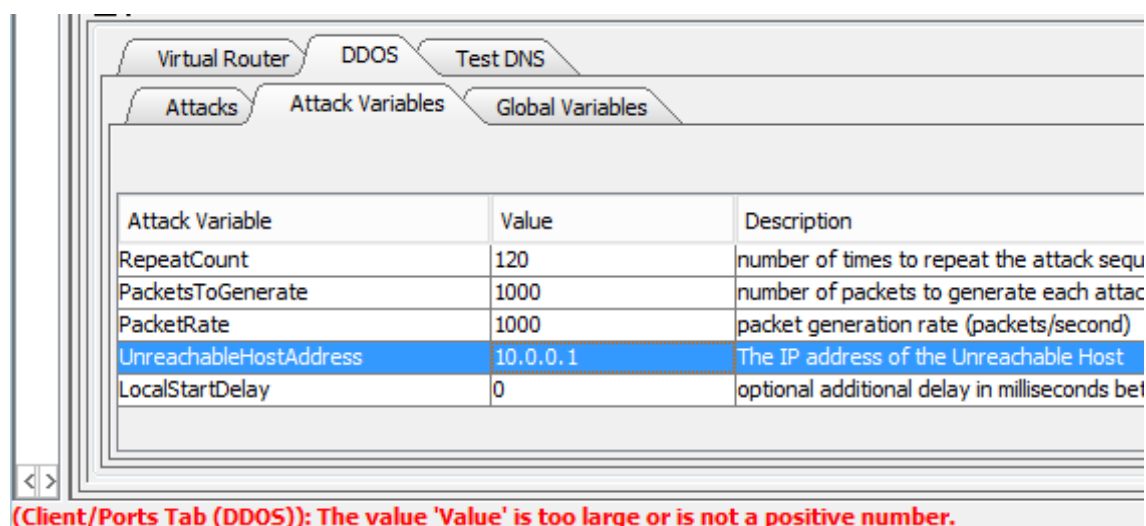 Virtual Router DDOS Test DNS
Attacks Attack Variables Global Variables
Attack Variable Value Description
RepeatCount 120 number of times to repeat the attack sequ
PacketsToGenerate 1000 number of packets to generate each attac
PacketRate 1000 packet generation rate (packets/second)
UnreachableHostAddress 10.0.0.1 The IP address of the Unreachable Host
LocalStartDelay 0 optional additional delay in milliseconds bet
(Client/Ports Tab (DDOS)): The value 'Value' is too large or is not a positive number.